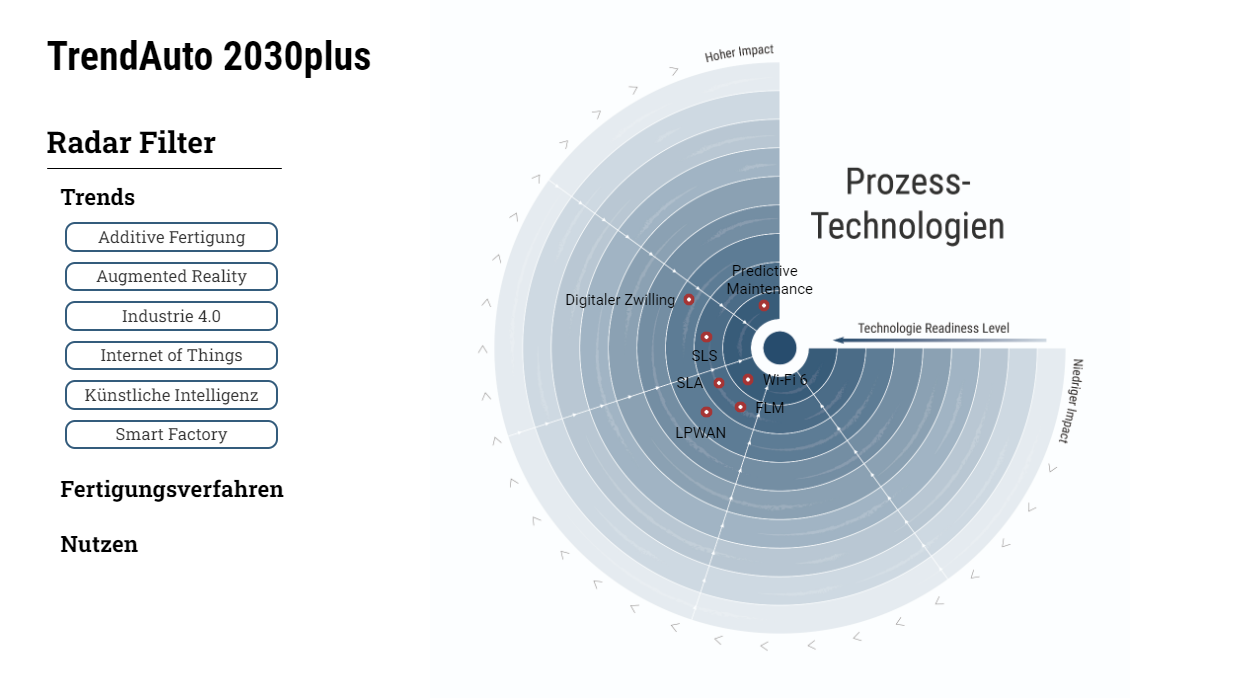 TrendAuto 2030plus
Radar Filter
Trends
Additive Fertigung
Augmented Reality
Industrie 4.0
Internet of Things
Künstliche Intelligenz
Smart Factory
Fertigungsverfahren
Nutzen
Hoher Impact
Prozess-
Technologien
Predictive
Maintenance
Digitaler Zwilling
Technologie Readiness Level
SLS
SLA
Wi-Fi 6
FLM
LPWAN
Niedriger Impact